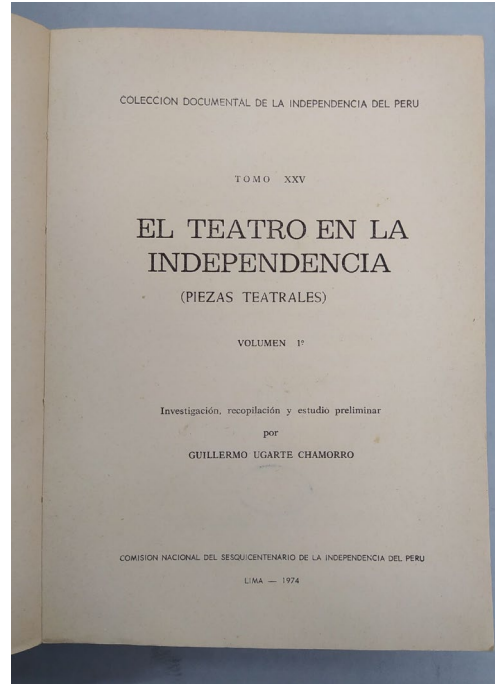 COLECCION DOCUMENTAL DE LA INDEPENDENCIA DEL PERU
TOMO XXV
EL TEATRO EN LA
INDEPENDENCIA
(PIEZAS TEATRALES)
VOLUMEN 1º
Investigación, recopilación y estudio preliminar
por
GUILLERMO UGARTE CHAMORRO
COMISION NACIONAL DEL SESQUICENTENARIO DE LA INDEPENDENCIA DEL PERU
LIMA — 1974